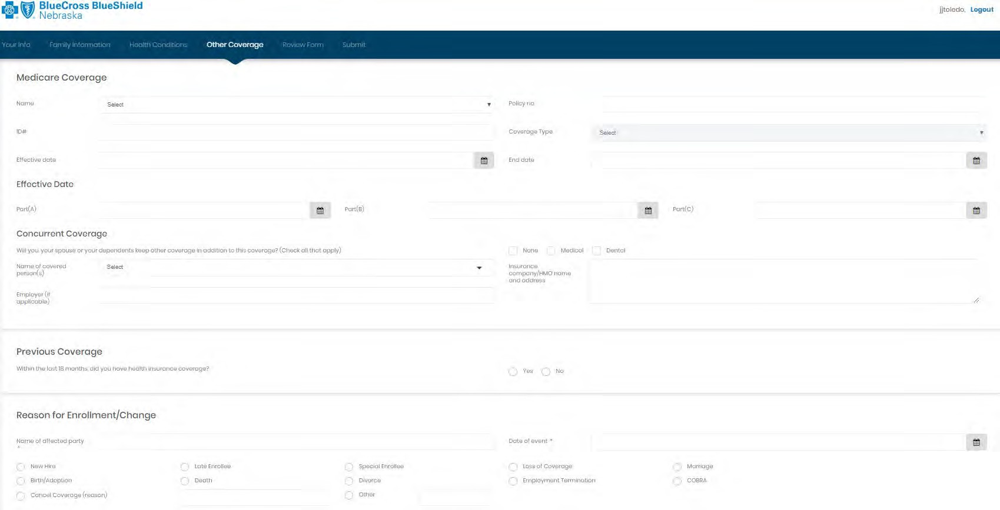 BlueCross BlueShield
Nebraska
jjtoledo, Logout
Your Info Family Information Health Conditions Other Coverage Review Form Submit
Medicare Coverage
Name Select Policy no
ID# Coverage Type Select
Effective date End date
Effective Date
Part(A) Part(B) Part(C)
Concurrent Coverage
Will you, your spouse or your dependents keep other coverage in addition to this coverage? (Check all that apply) None Medical Dental
Name of covered
person(s)
Select
Insurance
company/HMO name
and address
Employer (if
applicable)
Previous Coverage
Within the last 18 months, did you have health insurance coverage? Yes No
Reason for Enrollment/Change
Name of affected party
*
Date of event *
New Hire Late Enrollee Special Enrollee Loss of Coverage Marriage
Birth/Adoption Death Divorce Employment Termination COBRA
Cancel Coverage (reason) Other